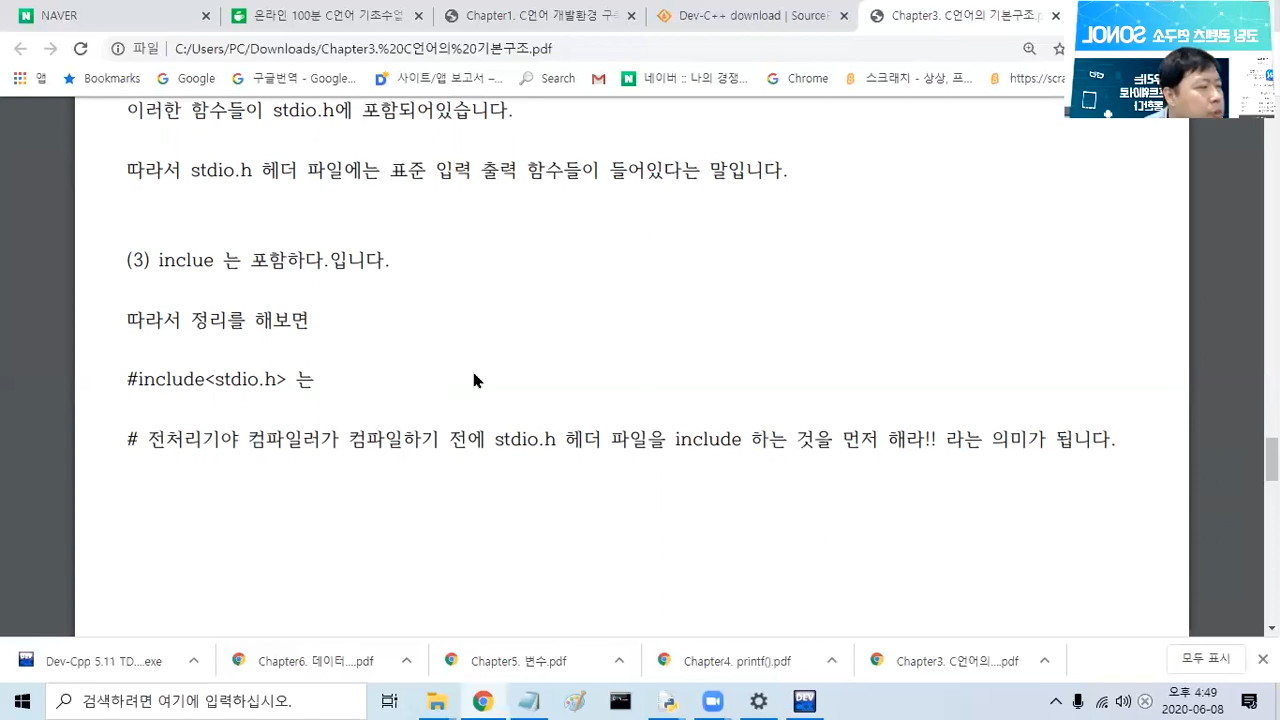 NAVER
온라인 100분 C언어 기초수업
Chapter1. C언어 개발환경 구
Dev-C++ download | Source
Chapter3. C언어의 기본구조.p
파일 | C:/Users/PC/Downloads/Chapter3.%20C언어의%20기본구조.pdf
앱
Bookmarks
Google
구글번역 - Google...
사이트/앱 보고서 –...
Search
네이버 :: 나의 경정...
Chrome
스크래치 - 상상, 프...
https://scra
코딩 콘텐츠 연구소 SONOL
이러한 함수들이 stdio.h에 포함되어있습니다.
따라서 stdio.h 헤더 파일에는 표준 입력 출력 함수들이 들어있다는 말입니다.
(3) inclue 는 포함하다.입니다.
따라서 정리를 해보면
#include<stdio.h> 는
# 전처리기야 컴파일러가 컴파일하기 전에 stdio.h 헤더 파일을 include 하는 것을 먼저 해라!! 라는 의미가 됩니다.
Dev-Cpp 5.11 TD....exe
Chapter6. 데이터....pdf
Chapter5. 변수.pdf
Chapter4. printf().pdf
Chapter3. C언어의....pdf
모두 표시
검색하려면 여기에 입력하십시오.
DEV
오후 4:49
2020-06-08